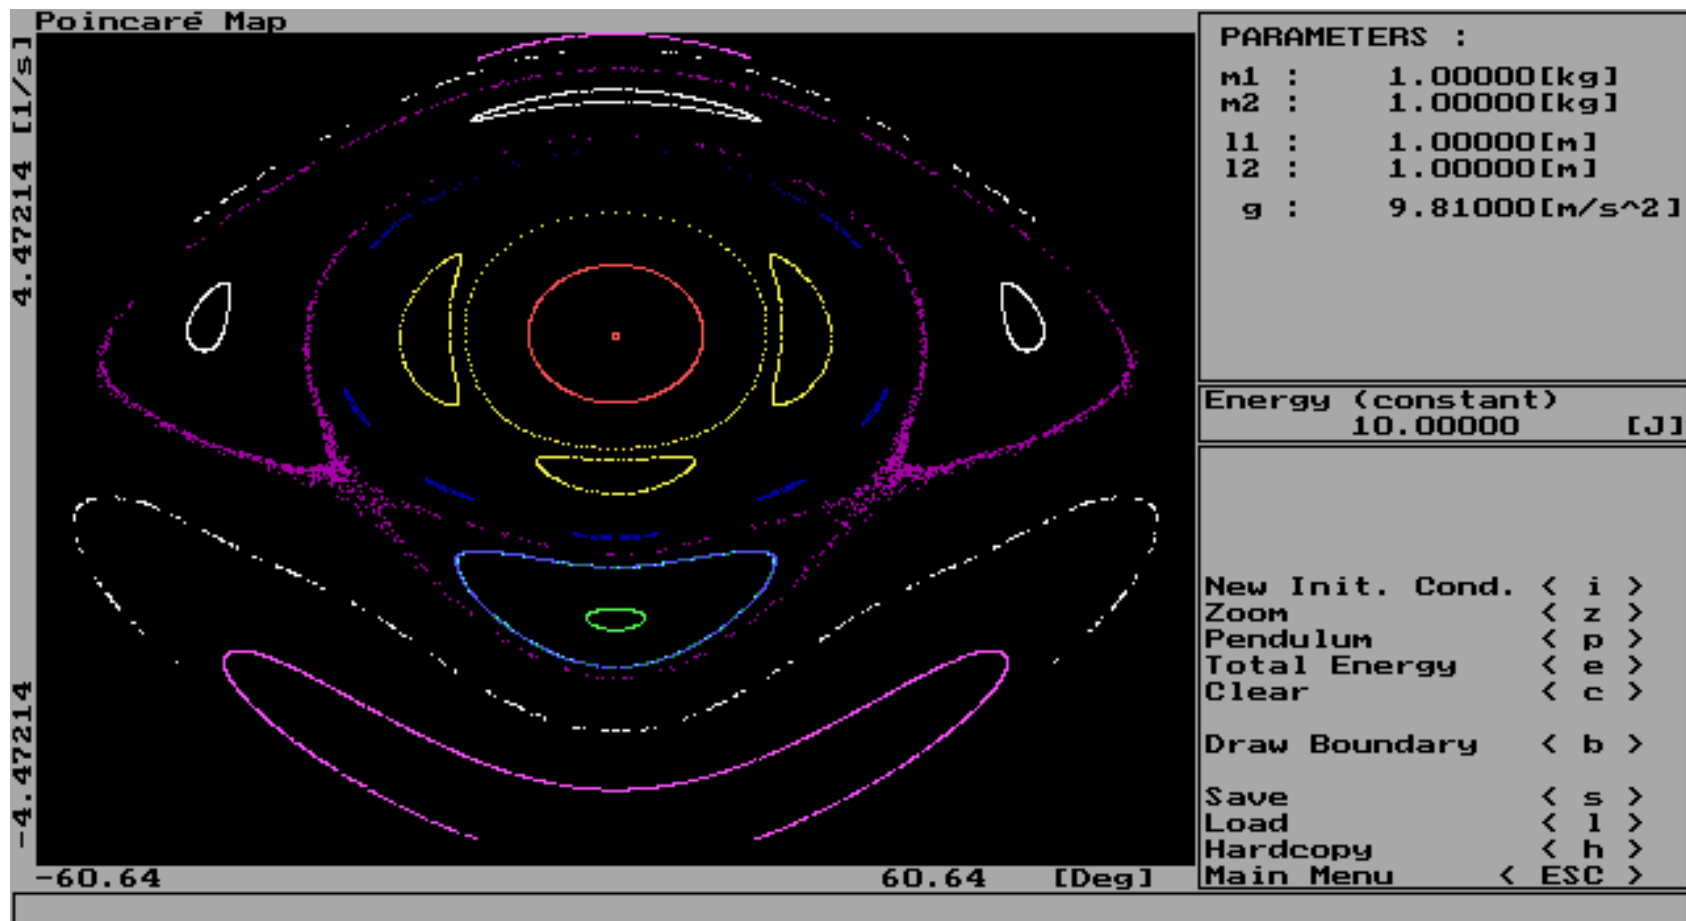 Poincaré Map
4.47214 [1/s]
-4.47214
-60.64 60.64 [Deg]
PARAMETERS :
m1 : 1.00000[kg]
m2 : 1.00000[kg]
l1 : 1.00000[m]
l2 : 1.00000[m]
g : 9.81000[m/s^2]
Energy (constant)
10.00000 [J]
New Init. Cond. < i >
Zoom < z >
Pendulum < p >
Total Energy < e >
Clear < c >
Draw Boundary < b >
Save < s >
Load < l >
Hardcopy < h >
Main Menu < ESC >